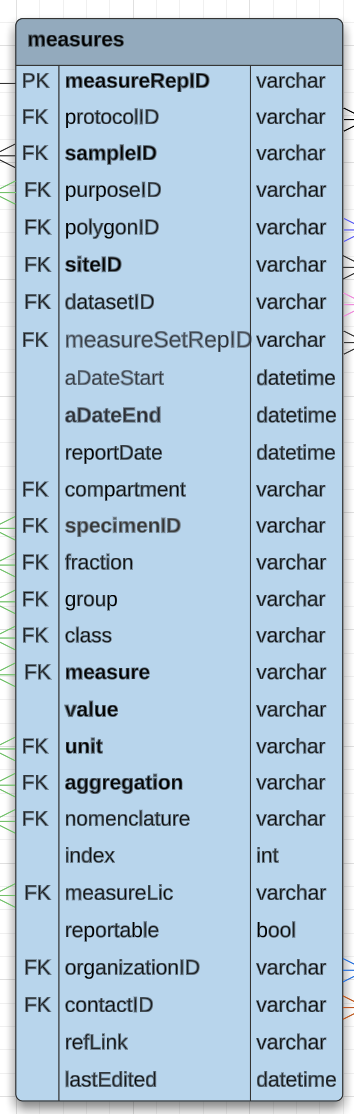 measures
PK measureRepID varchar
FK protocolID varchar
FK sampleID varchar
FK purposeID varchar
FK polygonID varchar
FK siteID varchar
FK datasetID varchar
FK measureSetRepID varchar
aDateStart datetime
aDateEnd datetime
reportDate datetime
FK compartment varchar
FK specimenID varchar
FK fraction varchar
FK group varchar
FK class varchar
FK measure varchar
value varchar
FK unit varchar
FK aggregation varchar
FK nomenclature varchar
index int
FK measureLic varchar
reportable bool
FK organizationID varchar
FK contactID varchar
refLink varchar
lastEdited datetime